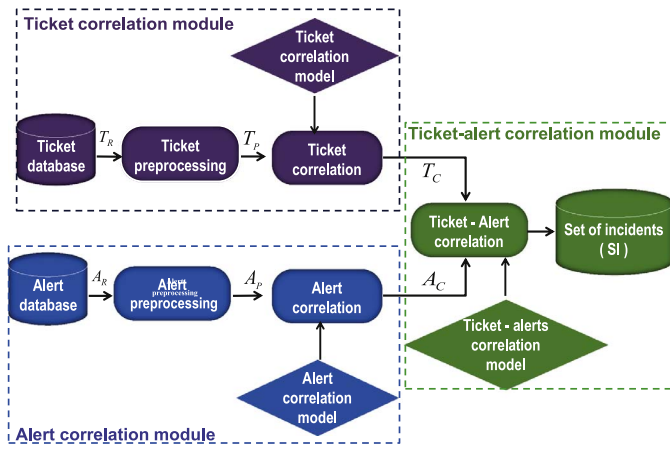 Ticket correlation module
Ticket
correlation
model
Ticket
database
T_R
Ticket
preprocessing
T_P
Ticket
correlation
Ticket-alert correlation module
T_C
Ticket - Alert
correlation
Set of incidents
( SI )
Alert
database
A_R
Alert
preprocessing
preprocessing
A_P
Alert
correlation
A_C
Ticket - alerts
correlation
model
Alert
correlation
model
Alert correlation module